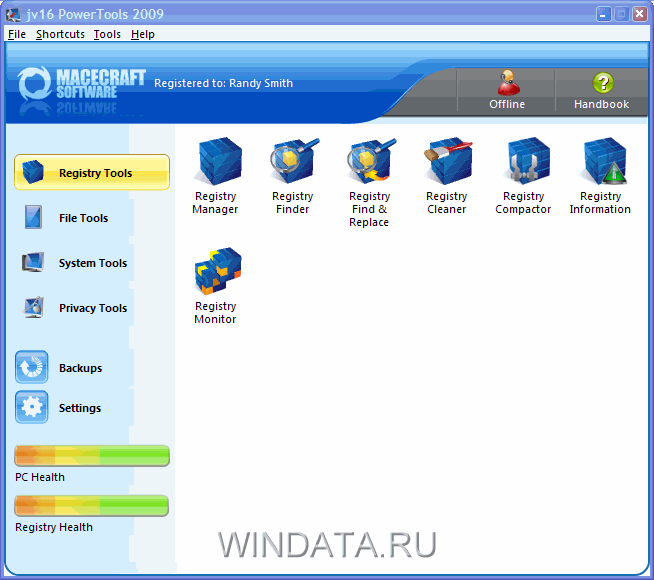 jv16 PowerTools 2009
File Shortcuts Tools Help
MACECRAFT
SOFTWARE
Registered to: Randy Smith
Offline
Handbook
Registry Tools
File Tools
System Tools
Privacy Tools
Backups
Settings
PC Health
Registry Health
Registry
Manager
Registry
Finder
Registry
Find &
Replace
Registry
Cleaner
Registry
Compactor
Registry
Information
Registry
Monitor
WINDATA.RU